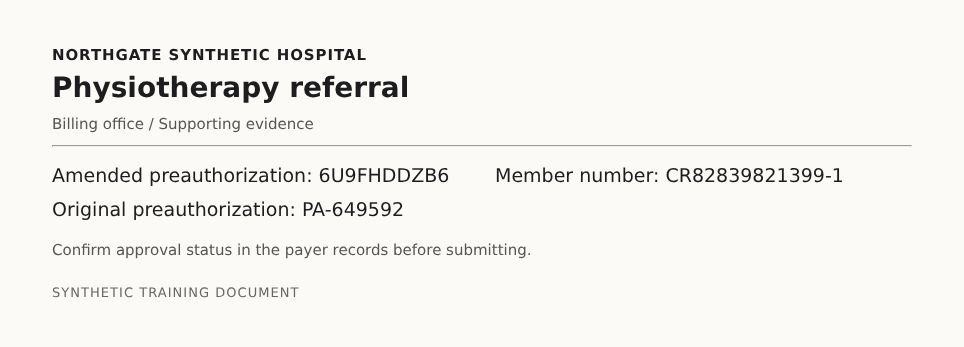 NORTHGATE SYNTHETIC HOSPITAL
Physiotherapy referral
Billing office / Supporting evidence
Amended preauthorization: 6U9FHDDZB6 Member number: CR82839821399-1
Original preauthorization: PA-649592
Confirm approval status in the payer records before submitting.
SYNTHETIC TRAINING DOCUMENT